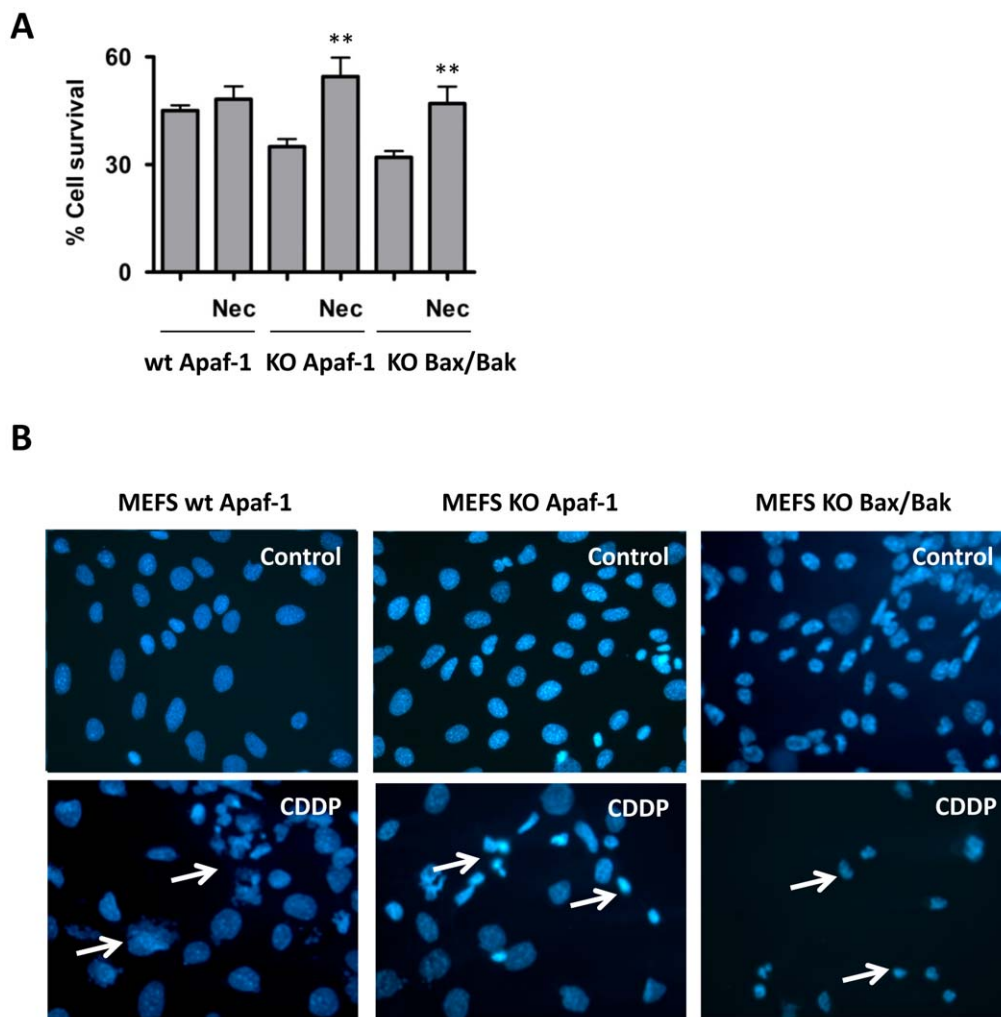 A
% Cell survival
60
30
0
**
**
Nec
Nec
Nec
wt Apaf-1
KO Apaf-1
KO Bax/Bak
B
MEFS wt Apaf-1
MEFS KO Apaf-1
MEFS KO Bax/Bak
Control
Control
Control
CDDP
CDDP
CDDP